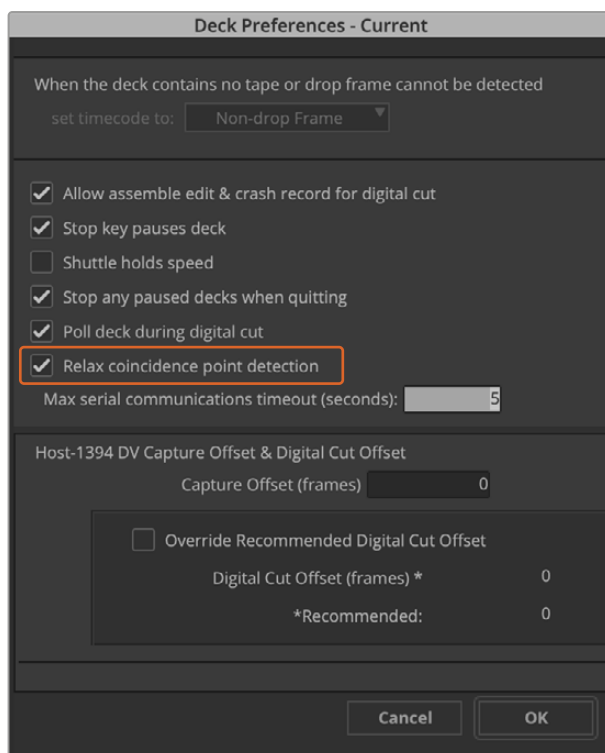 Deck Preferences - Current
When the deck contains no tape or drop frame cannot be detected
set timecode to: Non-drop Frame
Allow assemble edit & crash record for digital cut
Stop key pauses deck
Shuttle holds speed
Stop any paused decks when quitting
Poll deck during digital cut
Relax coincidence point detection
Max serial communications timeout (seconds): 5
Host-1394 DV Capture Offset & Digital Cut Offset
Capture Offset (frames) 0
Override Recommended Digital Cut Offset
Digital Cut Offset (frames) * 0
*Recommended: 0
Cancel OK